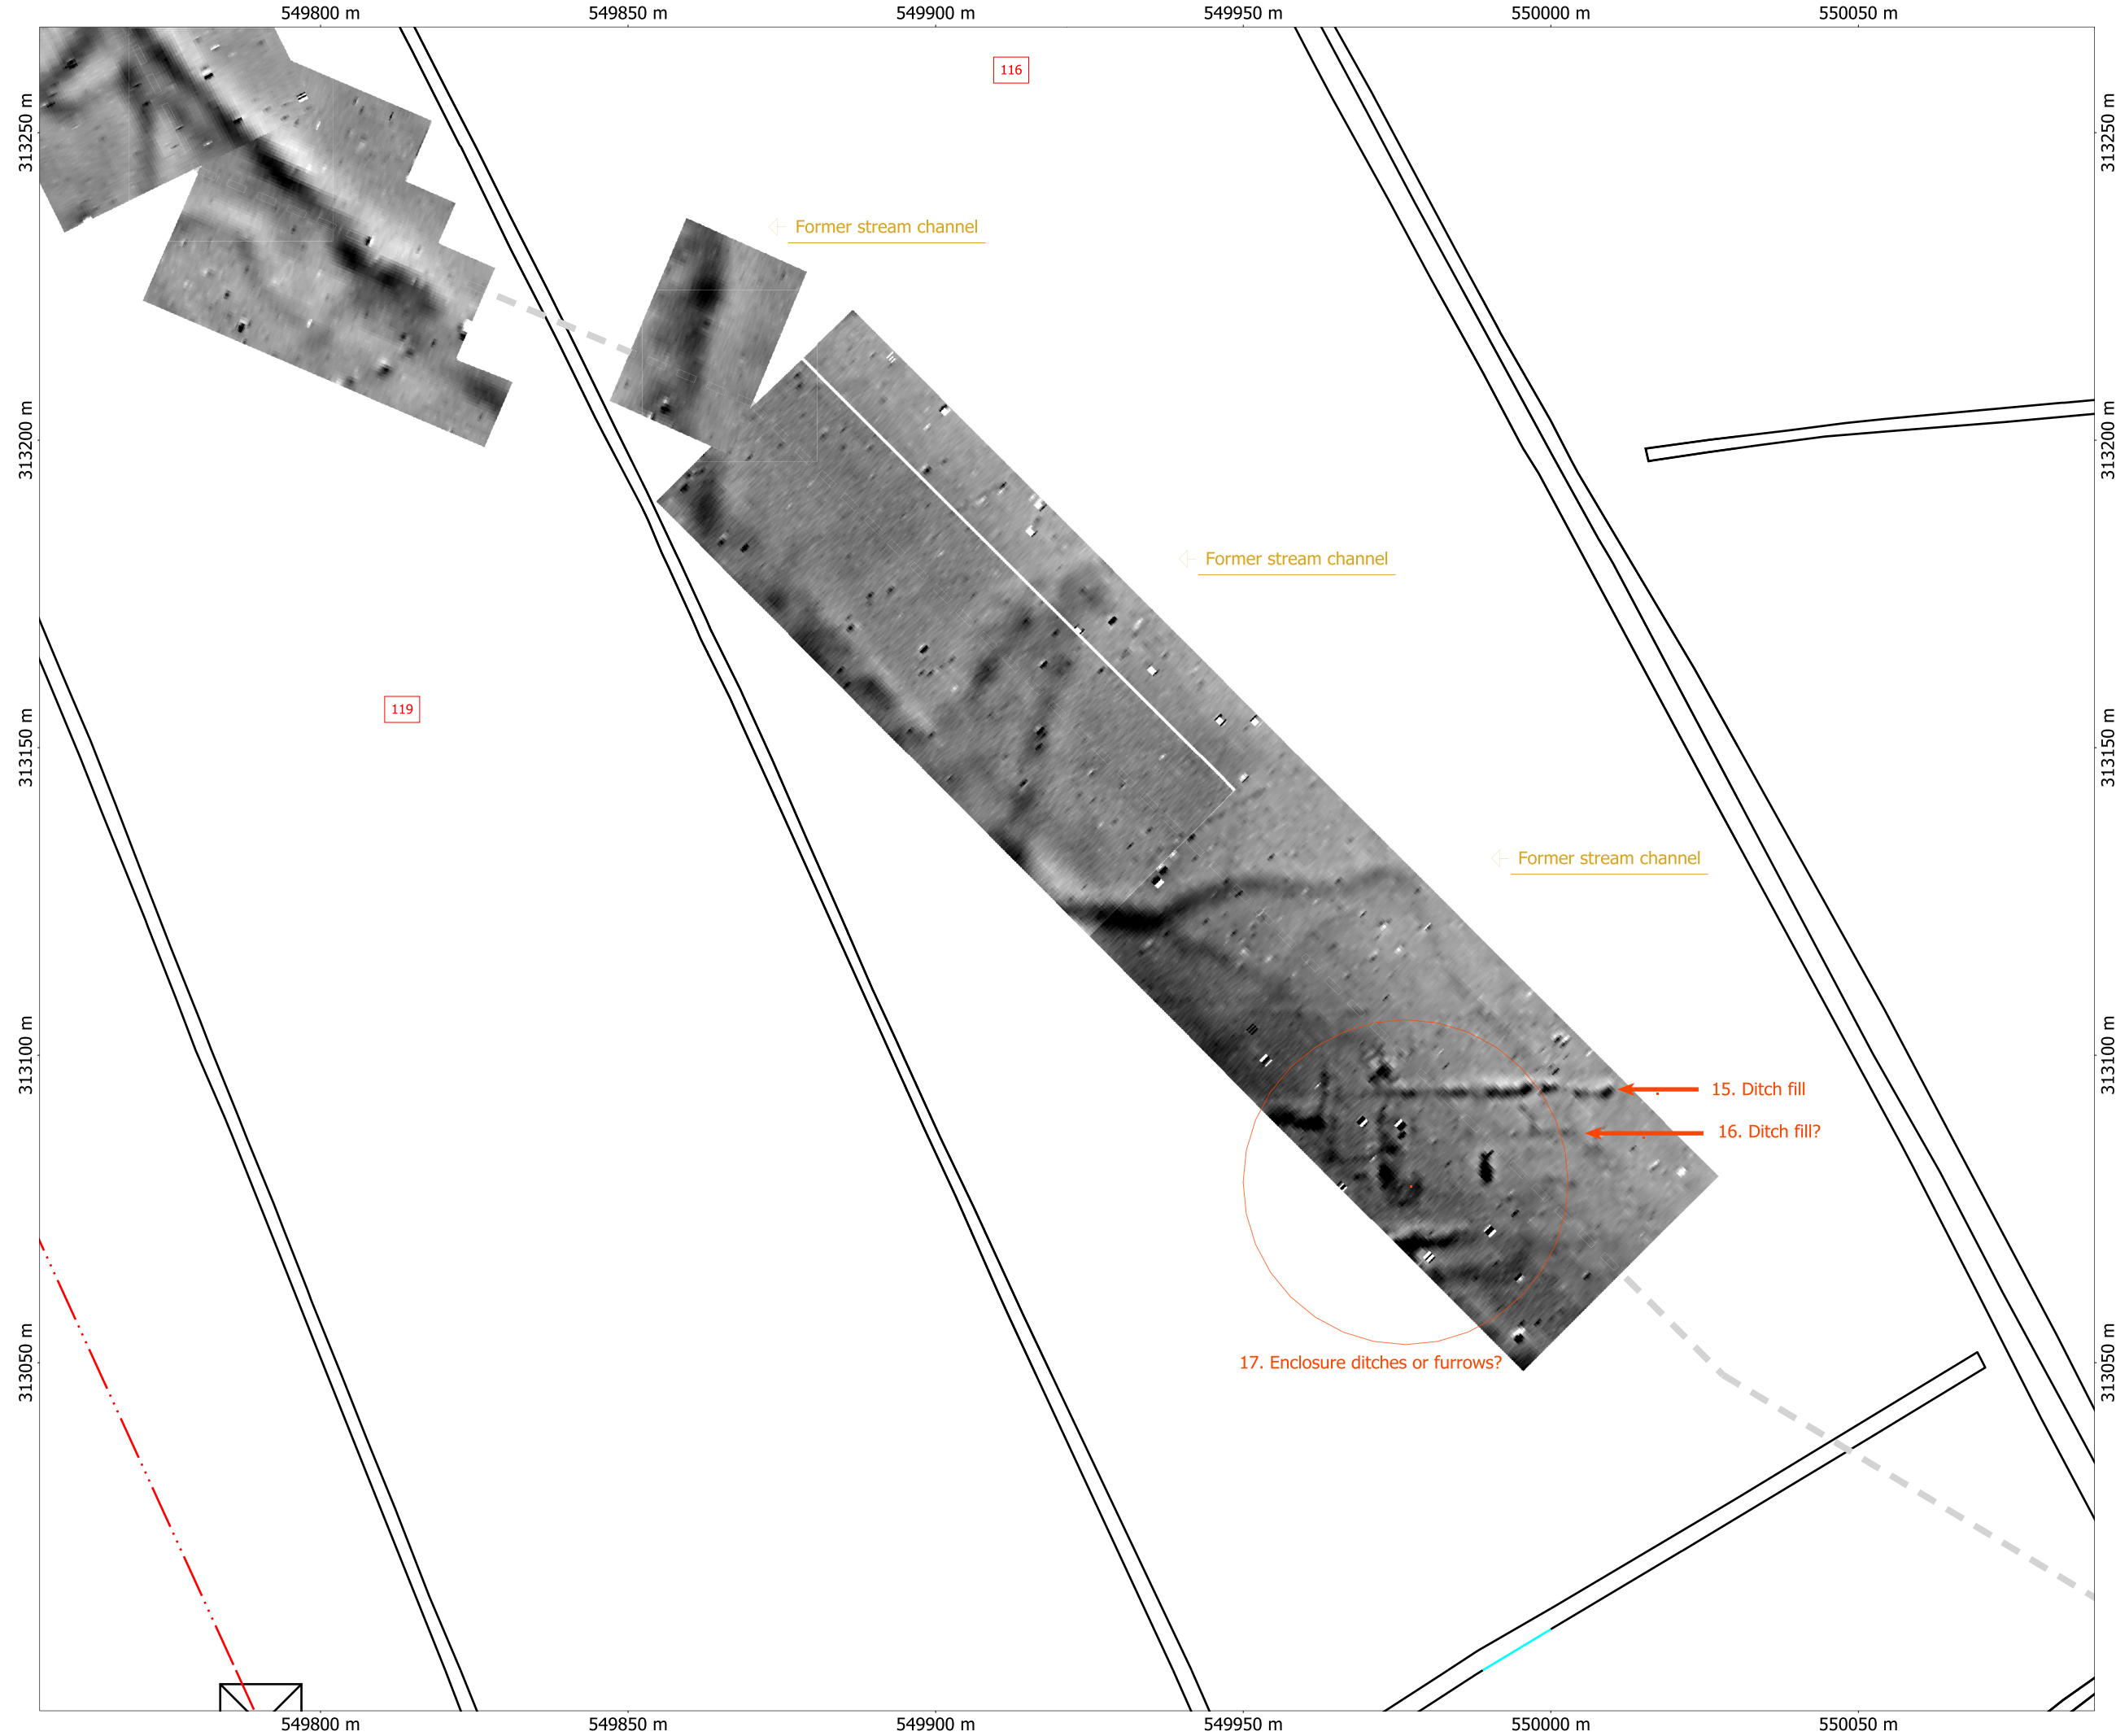 549800 m 549850 m 549900 m 549950 m 550000 m 550050 m
116
313250 m 313250 m
Former stream channel
313200 m 313200 m
Former stream channel
119
313150 m 313150 m
Former stream channel
313100 m 313100 m
15. Ditch fill
16. Ditch fill?
17. Enclosure ditches or furrows?
313050 m 313050 m
549800 m 549850 m 549900 m 549950 m 550000 m 550050 m